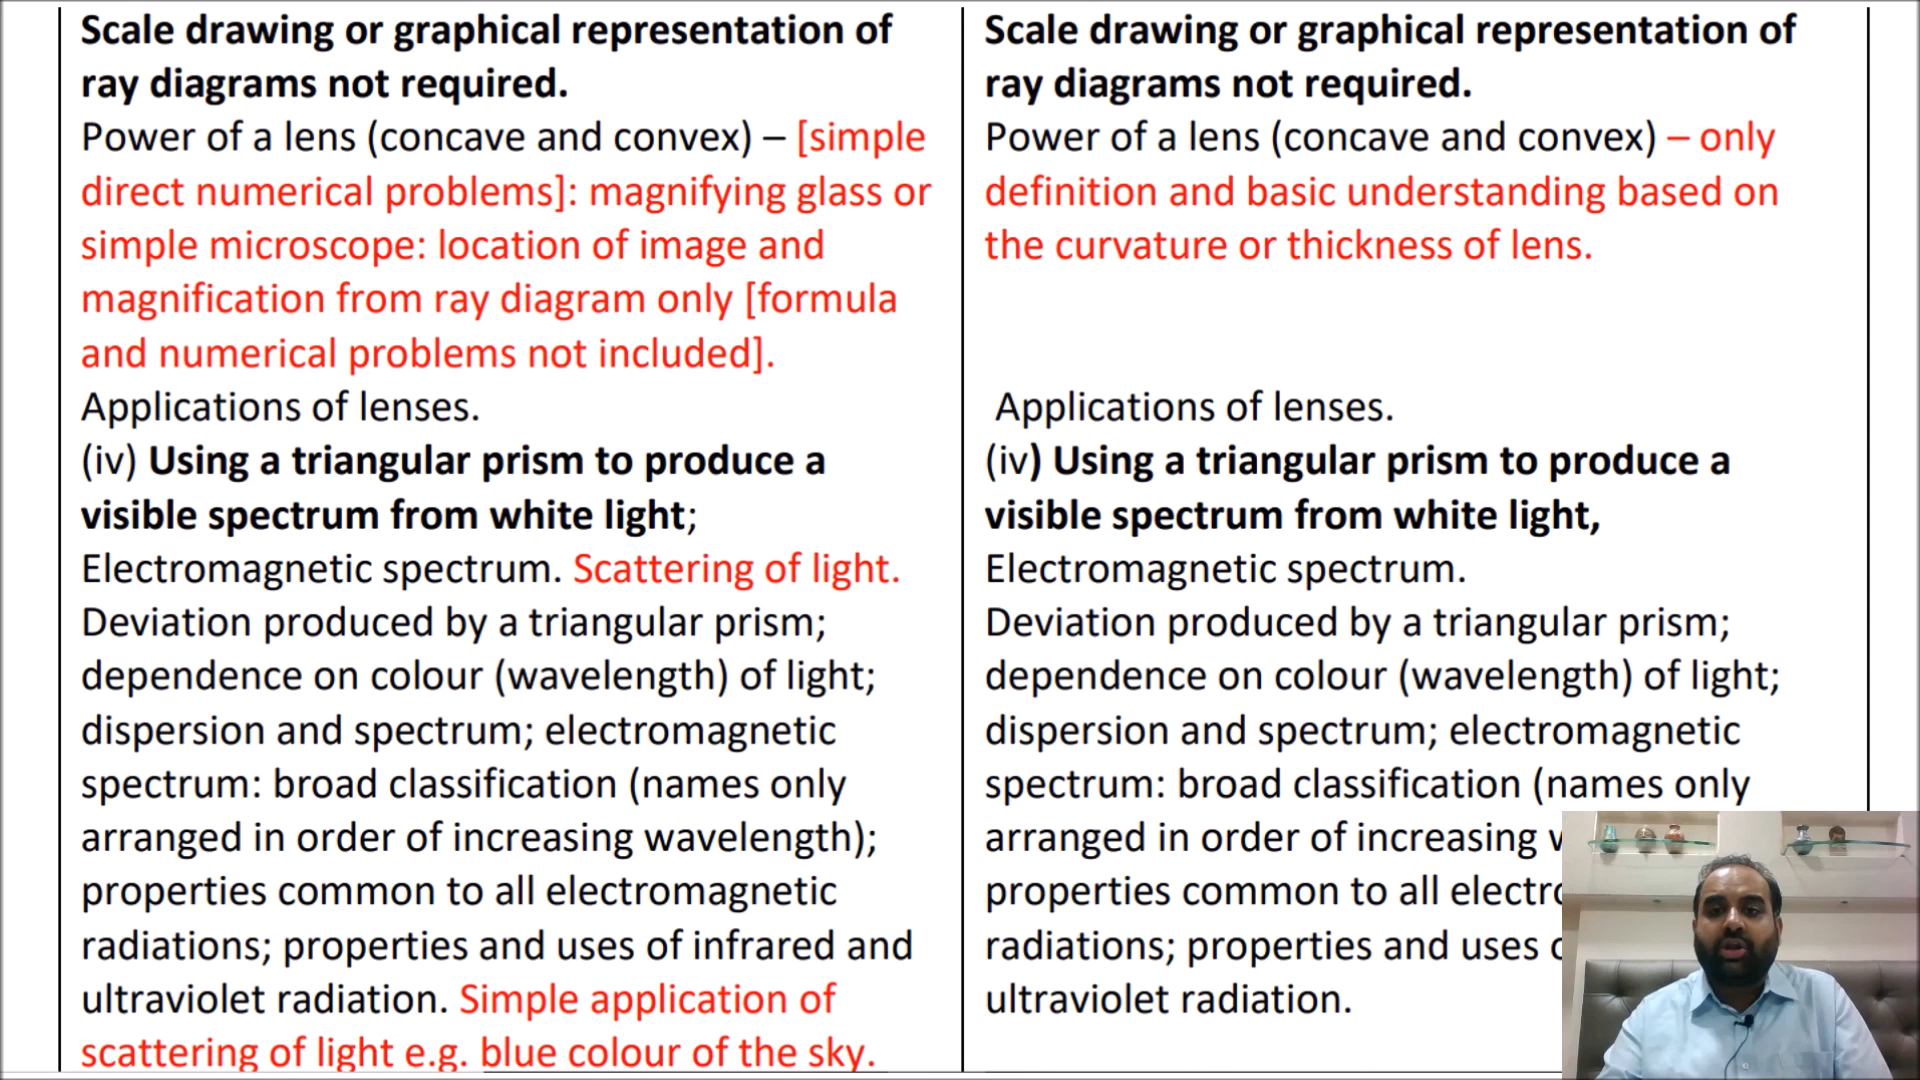 Scale drawing or graphical representation of
ray diagrams not required.
Power of a lens (concave and convex) – [simple
direct numerical problems]: magnifying glass or
simple microscope: location of image and
magnification from ray diagram only [formula
and numerical problems not included].
Applications of lenses.
(iv) Using a triangular prism to produce a
visible spectrum from white light;
Electromagnetic spectrum. Scattering of light.
Deviation produced by a triangular prism;
dependence on colour (wavelength) of light;
dispersion and spectrum; electromagnetic
spectrum: broad classification (names only
arranged in order of increasing wavelength);
properties common to all electromagnetic
radiations; properties and uses of infrared and
ultraviolet radiation. Simple application of
scattering of light e.g. blue colour of the sky.
Scale drawing or graphical representation of
ray diagrams not required.
Power of a lens (concave and convex) – only
definition and basic understanding based on
the curvature or thickness of lens.
Applications of lenses.
(iv) Using a triangular prism to produce a
visible spectrum from white light,
Electromagnetic spectrum.
Deviation produced by a triangular prism;
dependence on colour (wavelength) of light;
dispersion and spectrum; electromagnetic
spectrum: broad classification (names only
arranged in order of increasing
properties common to all
radiations; properties and uses
ultraviolet radiation.